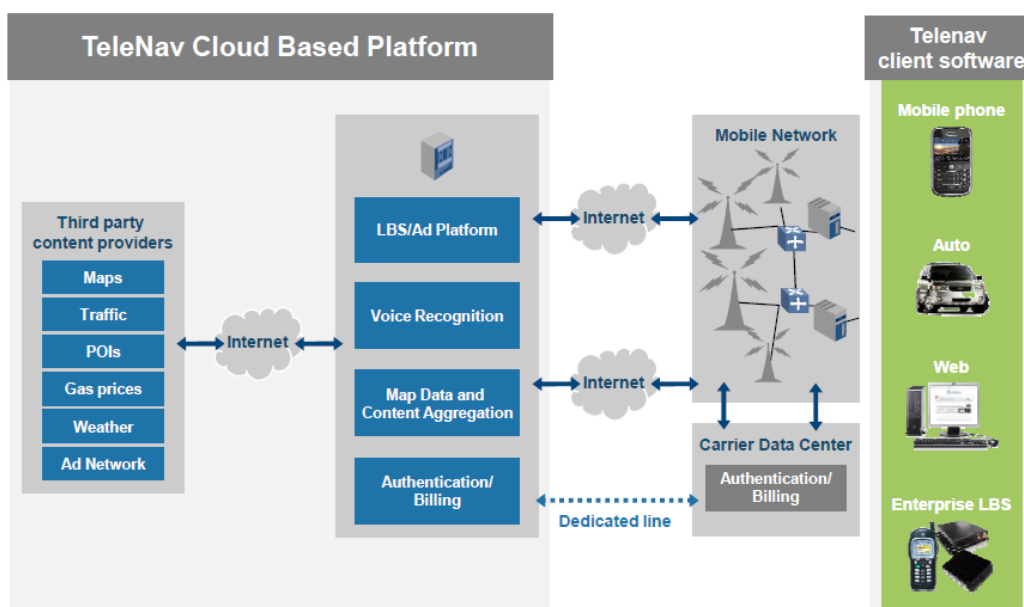 TeleNav Cloud Based Platform
Telenav
client software
Third party
content providers
Maps
Traffic
POIs
Gas prices
Weather
Ad Network
Internet
LBS/Ad Platform
Voice Recognition
Map Data and
Content Aggregation
Authentication/
Billing
Internet
Internet
Dedicated line
Mobile Network
Carrier Data Center
Authentication/
Billing
Mobile phone
Auto
Web
Enterprise LBS